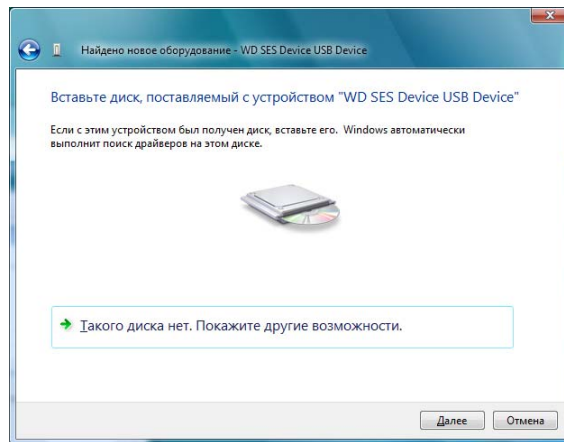 Найдено новое оборудование - WD SES Device USB Device
Вставьте диск, поставляемый с устройством "WD SES Device USB Device"
Если с этим устройством был получен диск, вставьте его. Windows автоматически
выполнит поиск драйверов на этом диске.
Такого диска нет. Покажите другие возможности.
Далее
Отмена